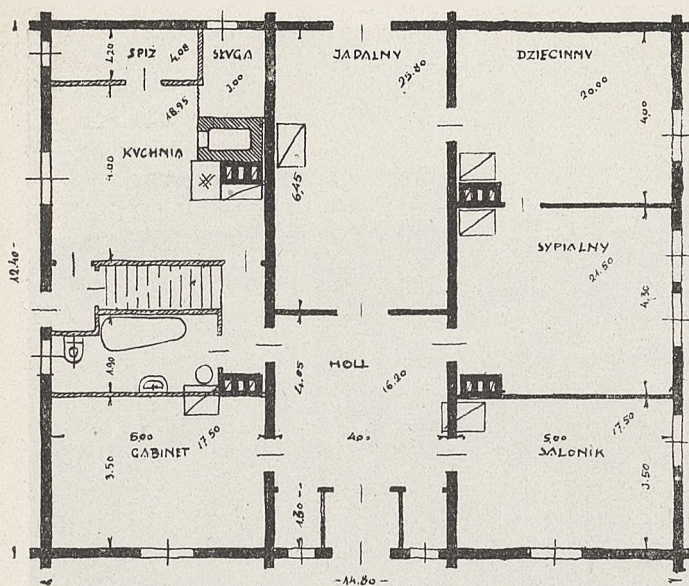 SPIŻ
4.08
1.20
SŁUGA
3.00
JADALNY
25.80
DZIECINNY
20.00
4.00
18.95
KUCHNIA
4.00
6,45
SYPIALNY
21.50
4.30
12.40
HOLL
4.05
16.20
1.90
5,00
17.50
GABINET
3.50
4.00
5,00
17.50
SALONIK
3.50
1.30
14.80